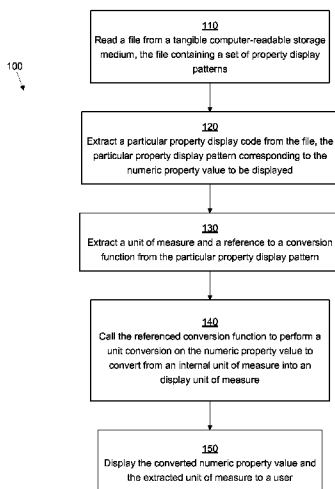 100
110
Read a file from a tangible computer-readable storage
medium, the file containing a set of property display
patterns
120
Extract a particular property display code from the file, the
particular property display pattern corresponding to the
numeric property value to be displayed
130
Extract a unit of measure and a reference to a conversion
function from the particular property display pattern
140
Call the referenced conversion function to perform a
unit conversion on the numeric property value to
convert from an internal unit of measure into an
display unit of measure
150
Display the converted numeric property value and
the extracted unit of measure to a user